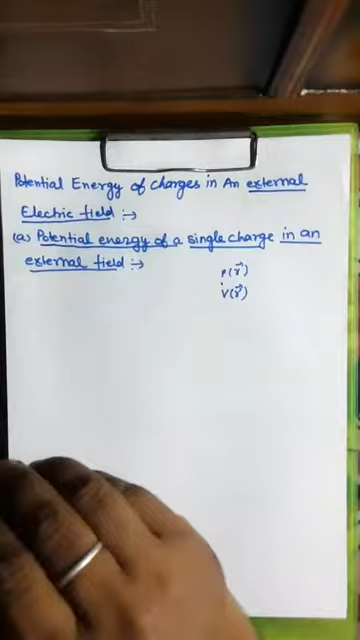 Potential Energy of charges in An external
Electric field :→
(a) Potential energy of a single charge in an
external field :→
P(r⃗)
V(r⃗)